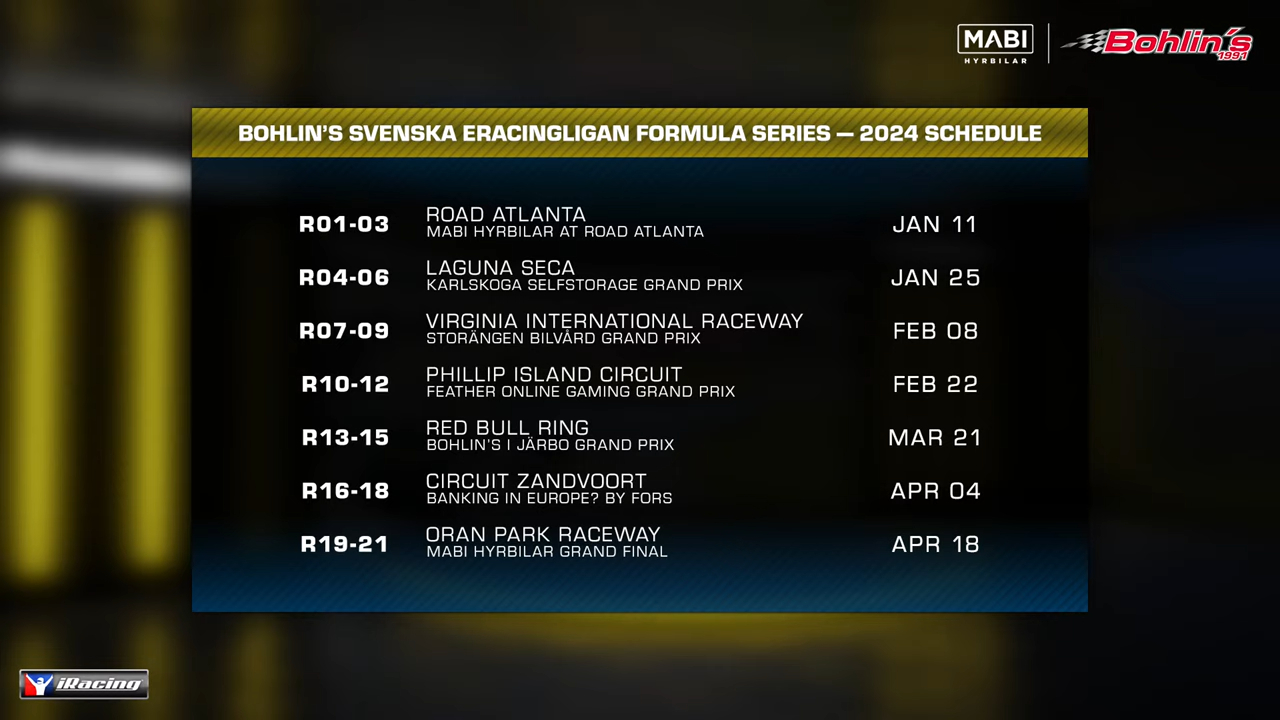 MABI
HYRBILAR
Bohlin's
1991
BOHLIN'S SVENSKA ERACINGLIGAN FORMULA SERIES – 2024 SCHEDULE
R01-03
ROAD ATLANTA
MABI HYRBILAR AT ROAD ATLANTA
JAN 11
R04-06
LAGUNA SECA
KARLSKOGA SELFSTORAGE GRAND PRIX
JAN 25
R07-09
VIRGINIA INTERNATIONAL RACEWAY
STORÄNGEN BILVÅRD GRAND PRIX
FEB 08
R10-12
PHILLIP ISLAND CIRCUIT
FEATHER ONLINE GAMING GRAND PRIX
FEB 22
R13-15
RED BULL RING
BOHLIN'S I JÄRBO GRAND PRIX
MAR 21
R16-18
CIRCUIT ZANDVOORT
BANKING IN EUROPE? BY FORS
APR 04
R19-21
ORAN PARK RACEWAY
MABI HYRBILAR GRAND FINAL
APR 18
iRacing